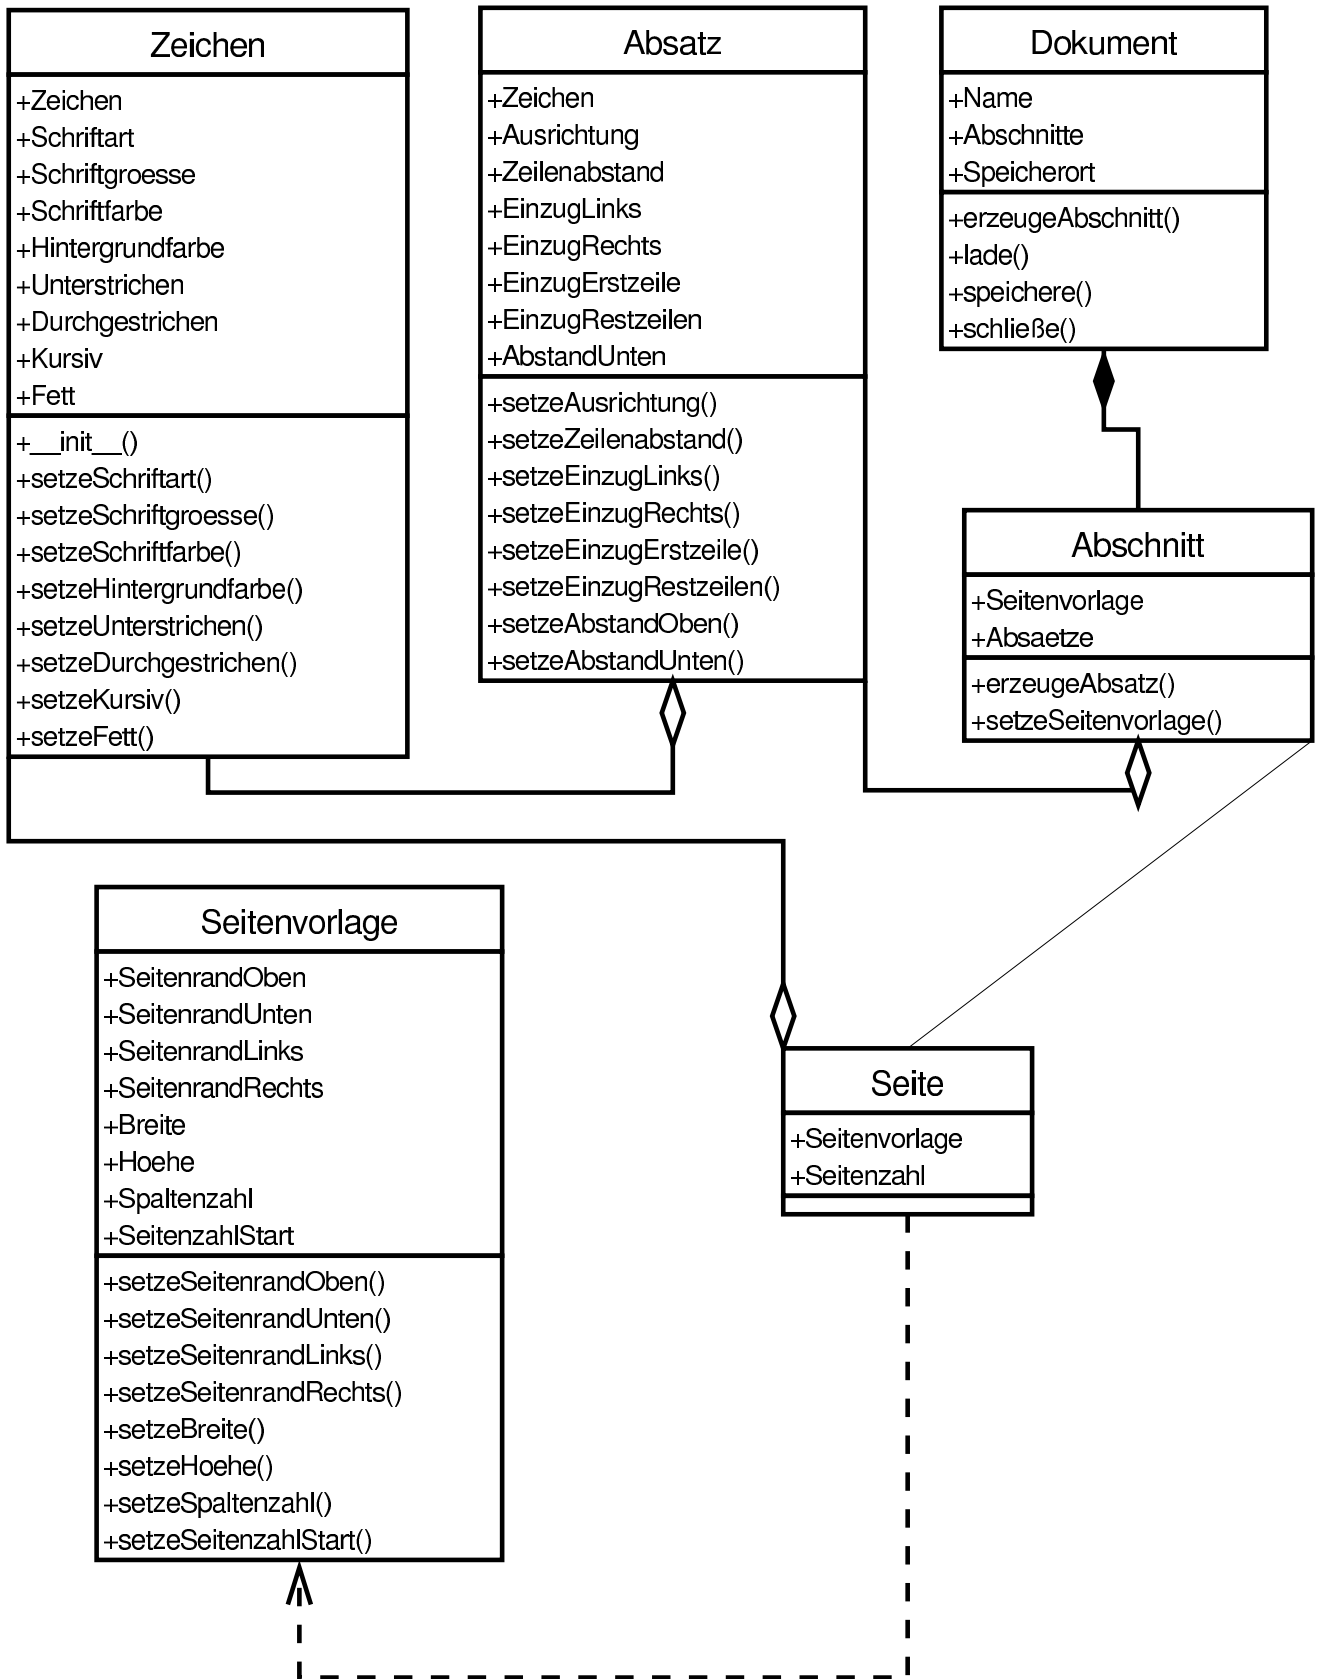 Zeichen
+Zeichen
+Schriftart
+Schriftgroesse
+Schriftfarbe
+Hintergrundfarbe
+Unterstrichen
+Durchgestrichen
+Kursiv
+Fett
+__init__()
+setzeSchriftart()
+setzeSchriftgroesse()
+setzeSchriftfarbe()
+setzeHintergrundfarbe()
+setzeUnterstrichen()
+setzeDurchgestrichen()
+setzeKursiv()
+setzeFett()
Absatz
+Zeichen
+Ausrichtung
+Zeilenabstand
+EinzugLinks
+EinzugRechts
+EinzugErstzeile
+EinzugRestzeilen
+AbstandUnten
+setzeAusrichtung()
+setzeZeilenabstand()
+setzeEinzugLinks()
+setzeEinzugRechts()
+setzeEinzugErstzeile()
+setzeEinzugRestzeilen()
+setzeAbstandOben()
+setzeAbstandUnten()
Dokument
+Name
+Abschnitte
+Speicherort
+erzeugeAbschnitt()
+lade()
+speichere()
+schließe()
Abschnitt
+Seitenvorlage
+Absaetze
+erzeugeAbsatz()
+setzeSeitenvorlage()
Seitenvorlage
+SeitenrandOben
+SeitenrandUnten
+SeitenrandLinks
+SeitenrandRechts
+Breite
+Hoehe
+Spaltenzahl
+SeitenzahlStart
+setzeSeitenrandOben()
+setzeSeitenrandUnten()
+setzeSeitenrandLinks()
+setzeSeitenrandRechts()
+setzeBreite()
+setzeHoehe()
+setzeSpaltenzahl()
+setzeSeitenzahlStart()
Seite
+Seitenvorlage
+Seitenzahl